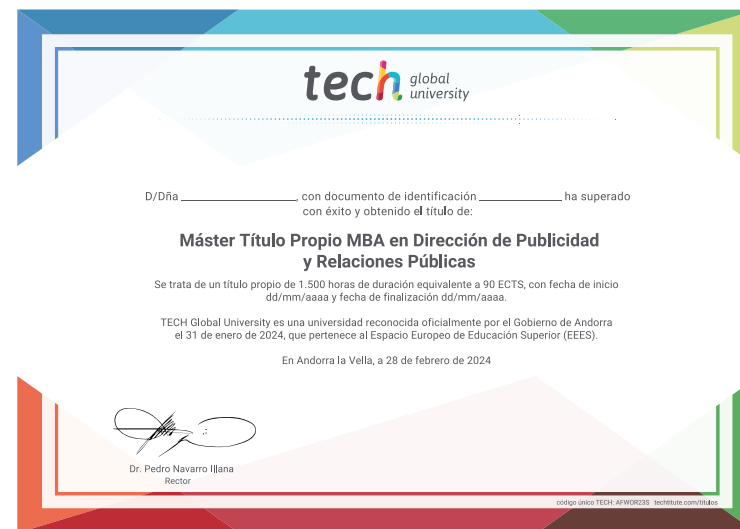 tech global university
D/Dña ______________, con documento de identificación ______________ ha superado
con éxito y obtenido el título de:
Máster Título Propio MBA en Dirección de Publicidad
y Relaciones Públicas
Se trata de un título propio de 1.500 horas de duración equivalente a 90 ECTS, con fecha de inicio
dd/mm/aaaa y fecha de finalización dd/mm/aaaa.
TECH Global University es una universidad reconocida oficialmente por el Gobierno de Andorra
el 31 de enero de 2024, que pertenece al Espacio Europeo de Educación Superior (EEES).
En Andorra la Vella, a 28 de febrero de 2024
Dr. Pedro Navarro Illana
Rector
código único TECH: AFWOR23S techtitute.com/titulos